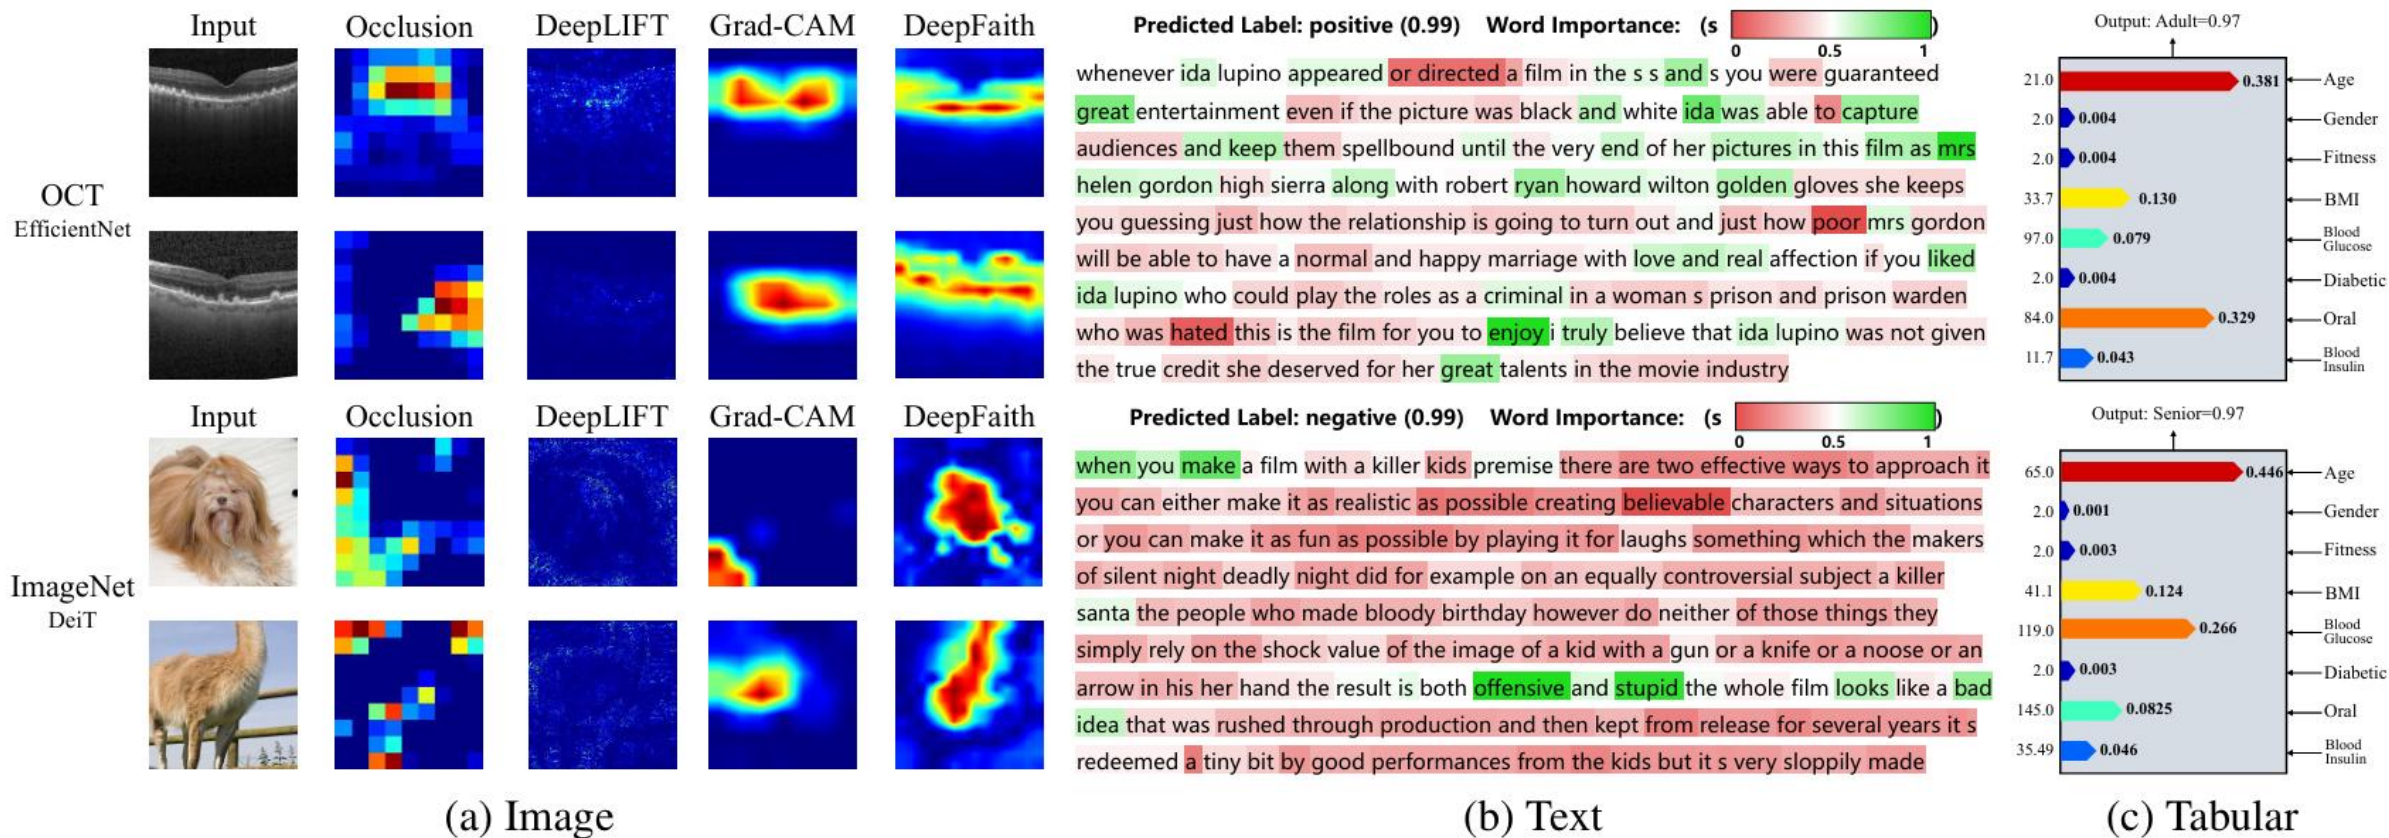 Input Occlusion DeepLIFT Grad-CAM DeepFaith
OCT
EfficientNet
Input Occlusion DeepLIFT Grad-CAM DeepFaith
ImageNet
DeiT
(a) Image
Predicted Label: positive (0.99) Word Importance: (s )
0 0.5 1
whenever ida lupino appeared or directed a film in the s s and s you were guaranteed
great entertainment even if the picture was black and white ida was able to capture
audiences and keep them spellbound until the very end of her pictures in this film as mrs
helen gordon high sierra along with robert ryan howard wilton golden gloves she keeps
you guessing just how the relationship is going to turn out and just how poor mrs gordon
will be able to have a normal and happy marriage with love and real affection if you liked
ida lupino who could play the roles as a criminal in a woman s prison and prison warden
who was hated this is the film for you to enjoy i truly believe that ida lupino was not given
the true credit she deserved for her great talents in the movie industry
Predicted Label: negative (0.99) Word Importance: (s )
0 0.5 1
when you make a film with a killer kids premise there are two effective ways to approach it
you can either make it as realistic as possible creating believable characters and situations
or you can make it as fun as possible by playing it for laughs something which the makers
of silent night deadly night did for example on an equally controversial subject a killer
santa the people who made bloody birthday however do neither of those things they
simply rely on the shock value of the image of a kid with a gun or a knife or a noose or an
arrow in his her hand the result is both offensive and stupid the whole film looks like a bad
idea that was rushed through production and then kept from release for several years it s
redeemed a tiny bit by good performances from the kids but it s very sloppily made
(b) Text
Output: Adult=0.97
21.0 0.381 Age
2.0 0.004 Gender
2.0 0.004 Fitness
33.7 0.130 BMI
97.0 0.079 Blood
Glucose
2.0 0.004 Diabetic
84.0 0.329 Oral
11.7 0.043 Blood
Insulin
Output: Senior=0.97
65.0 0.446 Age
2.0 0.001 Gender
2.0 0.003 Fitness
41.1 0.124 BMI
119.0 0.266 Blood
Glucose
2.0 0.003 Diabetic
145.0 0.0825 Oral
35.49 0.046 Blood
Insulin
(c) Tabular